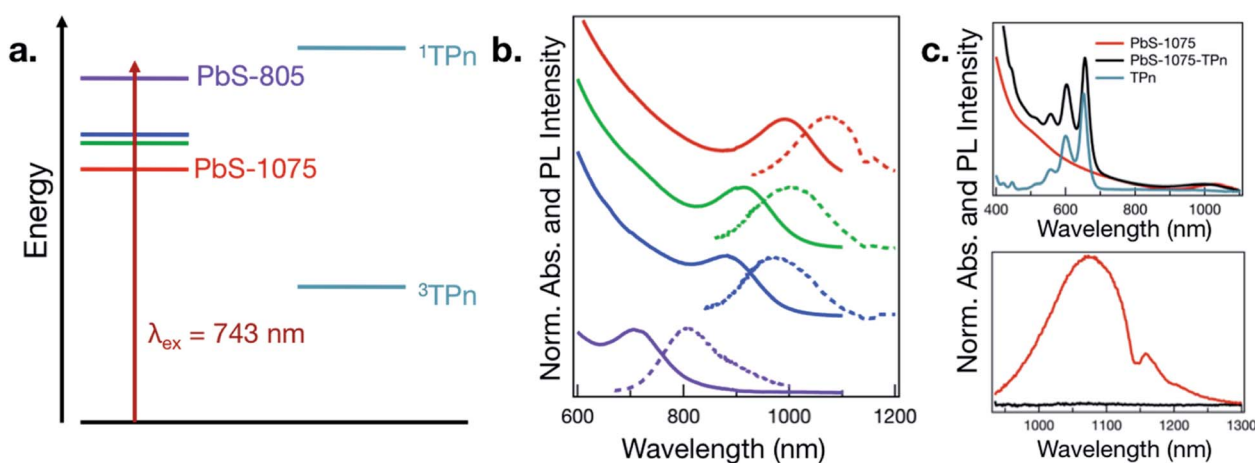 a.
Energy
PbS-805
PbS-1075
¹TPn
³TPn
λex = 743 nm
b.
Norm. Abs. and PL Intensity
600 800 1000 1200
Wavelength (nm)
c.
Norm. Abs. and PL Intensity
PbS-1075
PbS-1075-TPn
TPn
400 600 800 1000
Wavelength (nm)
1000 1100 1200 1300
Wavelength (nm)